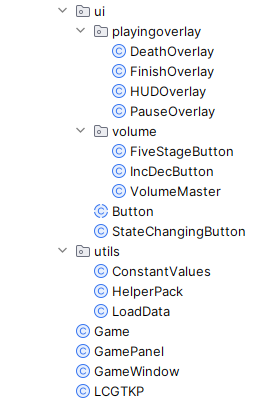 ui
playingoverlay
DeathOverlay
FinishOverlay
HUDOverlay
PauseOverlay
volume
FiveStageButton
IncDecButton
VolumeMaster
Button
StateChangingButton
utils
ConstantValues
HelperPack
LoadData
Game
GamePanel
GameWindow
LCGTKP